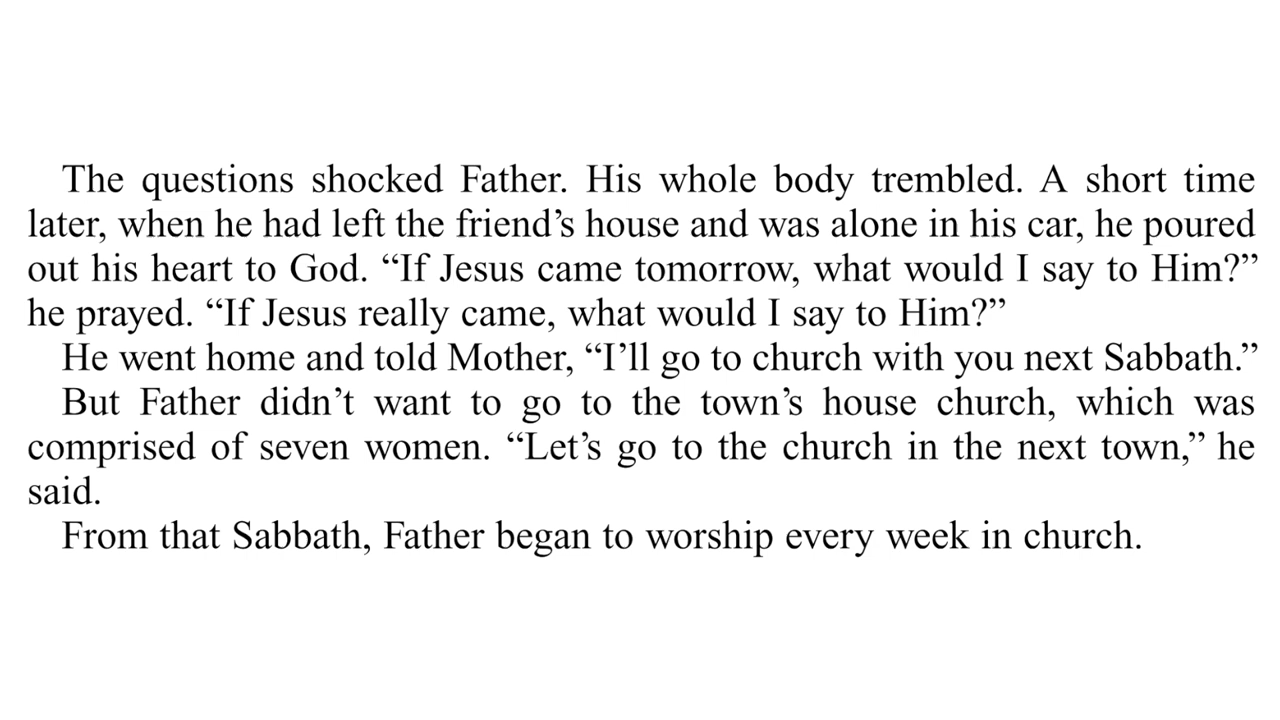 The questions shocked Father. His whole body trembled. A short time
later, when he had left the friend’s house and was alone in his car, he poured
out his heart to God. “If Jesus came tomorrow, what would I say to Him?”
he prayed. “If Jesus really came, what would I say to Him?”
He went home and told Mother, “I’ll go to church with you next Sabbath.”
But Father didn’t want to go to the town’s house church, which was
comprised of seven women. “Let’s go to the church in the next town,” he
said.
From that Sabbath, Father began to worship every week in church.